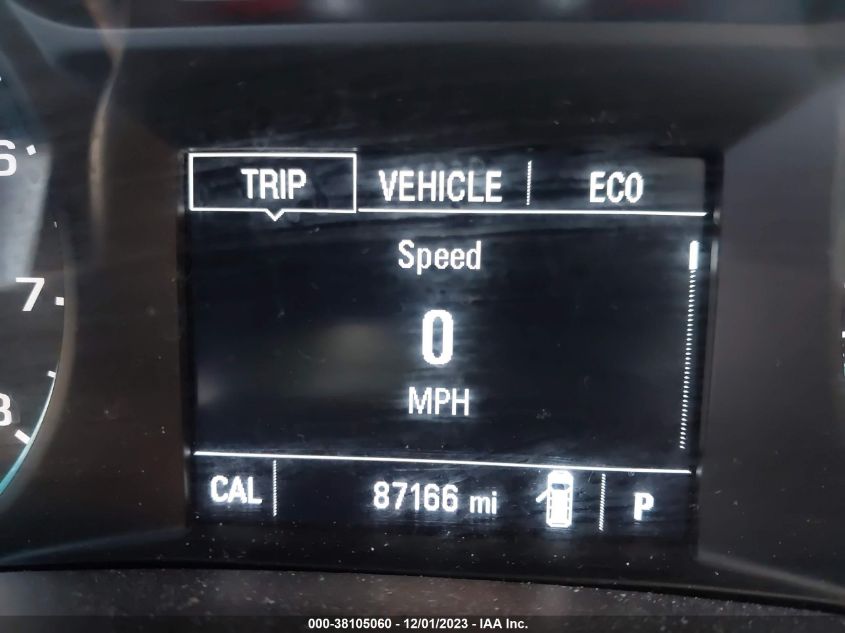 6
7
8
TRIP VEHICLE ECO
Speed
0
MPH
CAL 87166 mi P
000-38105060 - 12/01/2023 - IAA Inc.